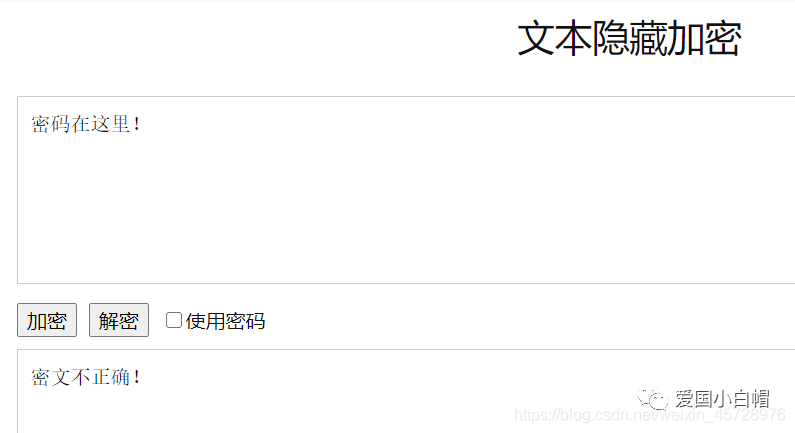 文本隐藏加密
密码在这里！
加密 解密 使用密码
密文不正确！
爱国小白帽
https://blog.csdn.net/weixin_45728976